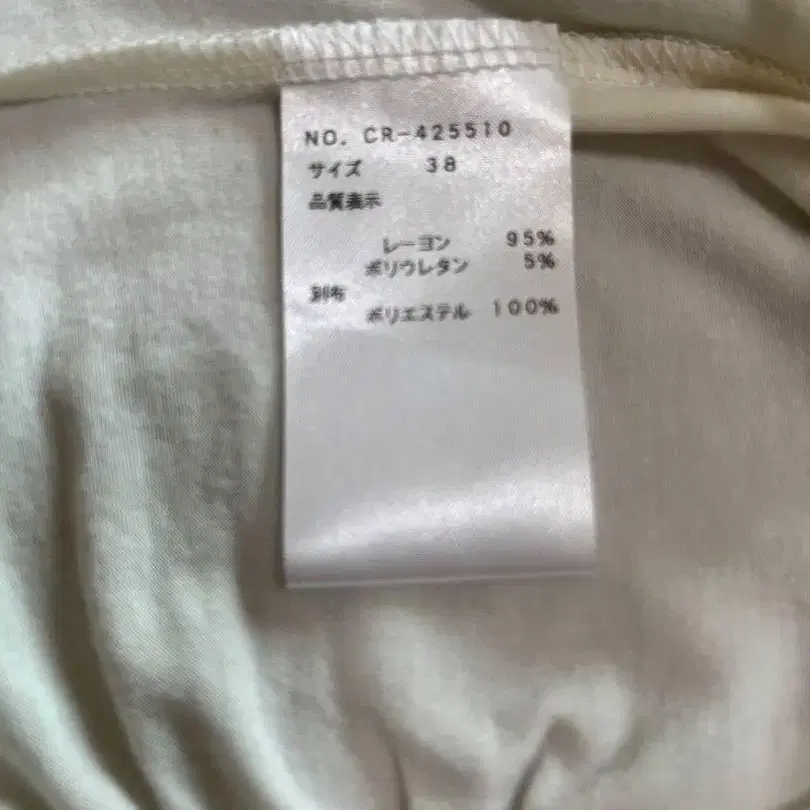 NO. CR-425510
サイズ 38
品質表示
レーヨン 95%
ポリウレタン 5%
別布
ポリエステル 100%